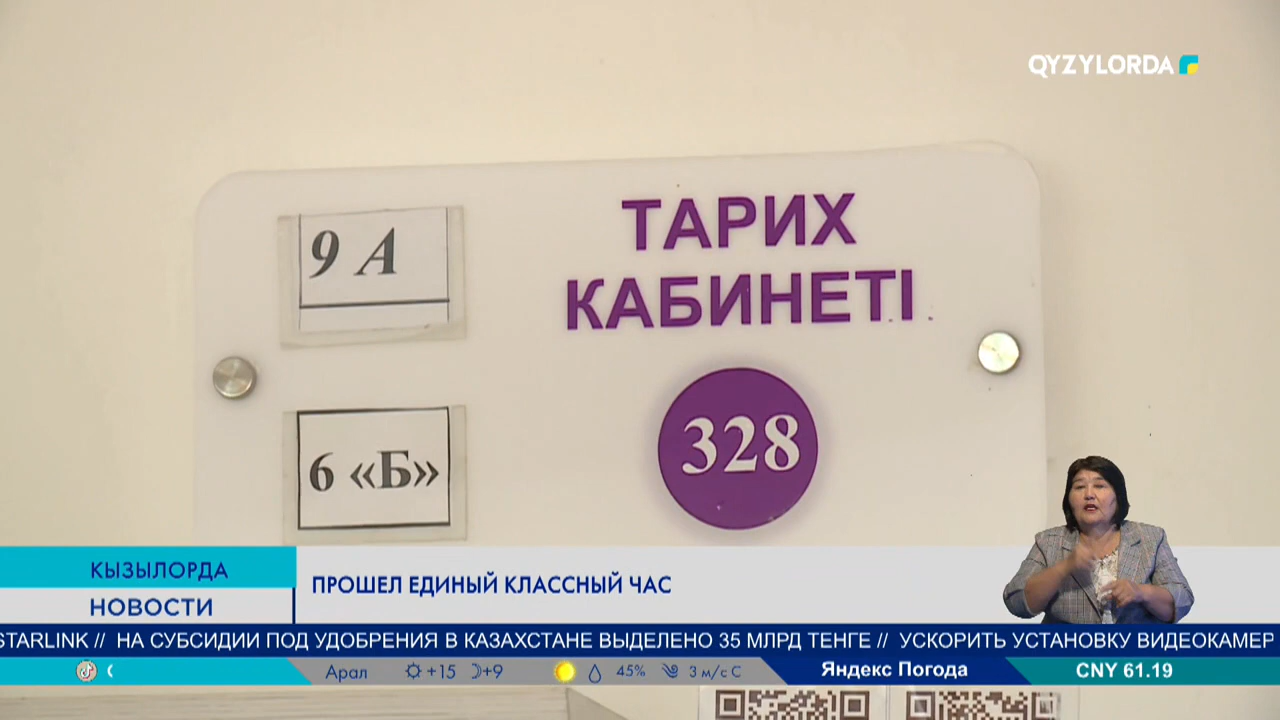 QYZYLORDA
9 А
ТАРИХ
КАБИНЕТІ
6 «Б»
328
КЫЗЫЛОРДА
НОВОСТИ
ПРОШЕЛ ЕДИНЫЙ КЛАССНЫЙ ЧАС
STARLINK // НА СУБСИДИИ ПОД УДОБРЕНИЯ В КАЗАХСТАНЕ ВЫДЕЛЕНО 35 МЛРД ТЕНГЕ // УСКОРИТЬ УСТАНОВКУ ВИДЕОКАМЕР
Арал +15 +9 45% 3 м/с С Яндекс Погода CNY 61.19